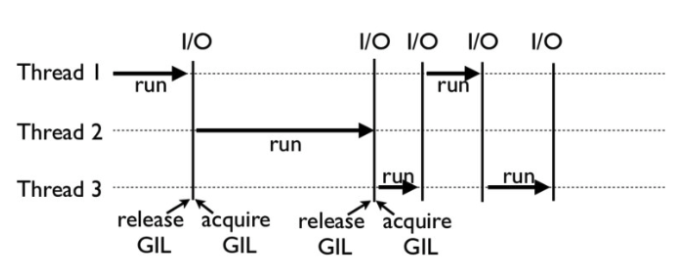 I/O I/O I/O I/O I/O
Thread 1 run run
Thread 2 run
Thread 3 run run
release acquire release acquire
GIL GIL GIL GIL